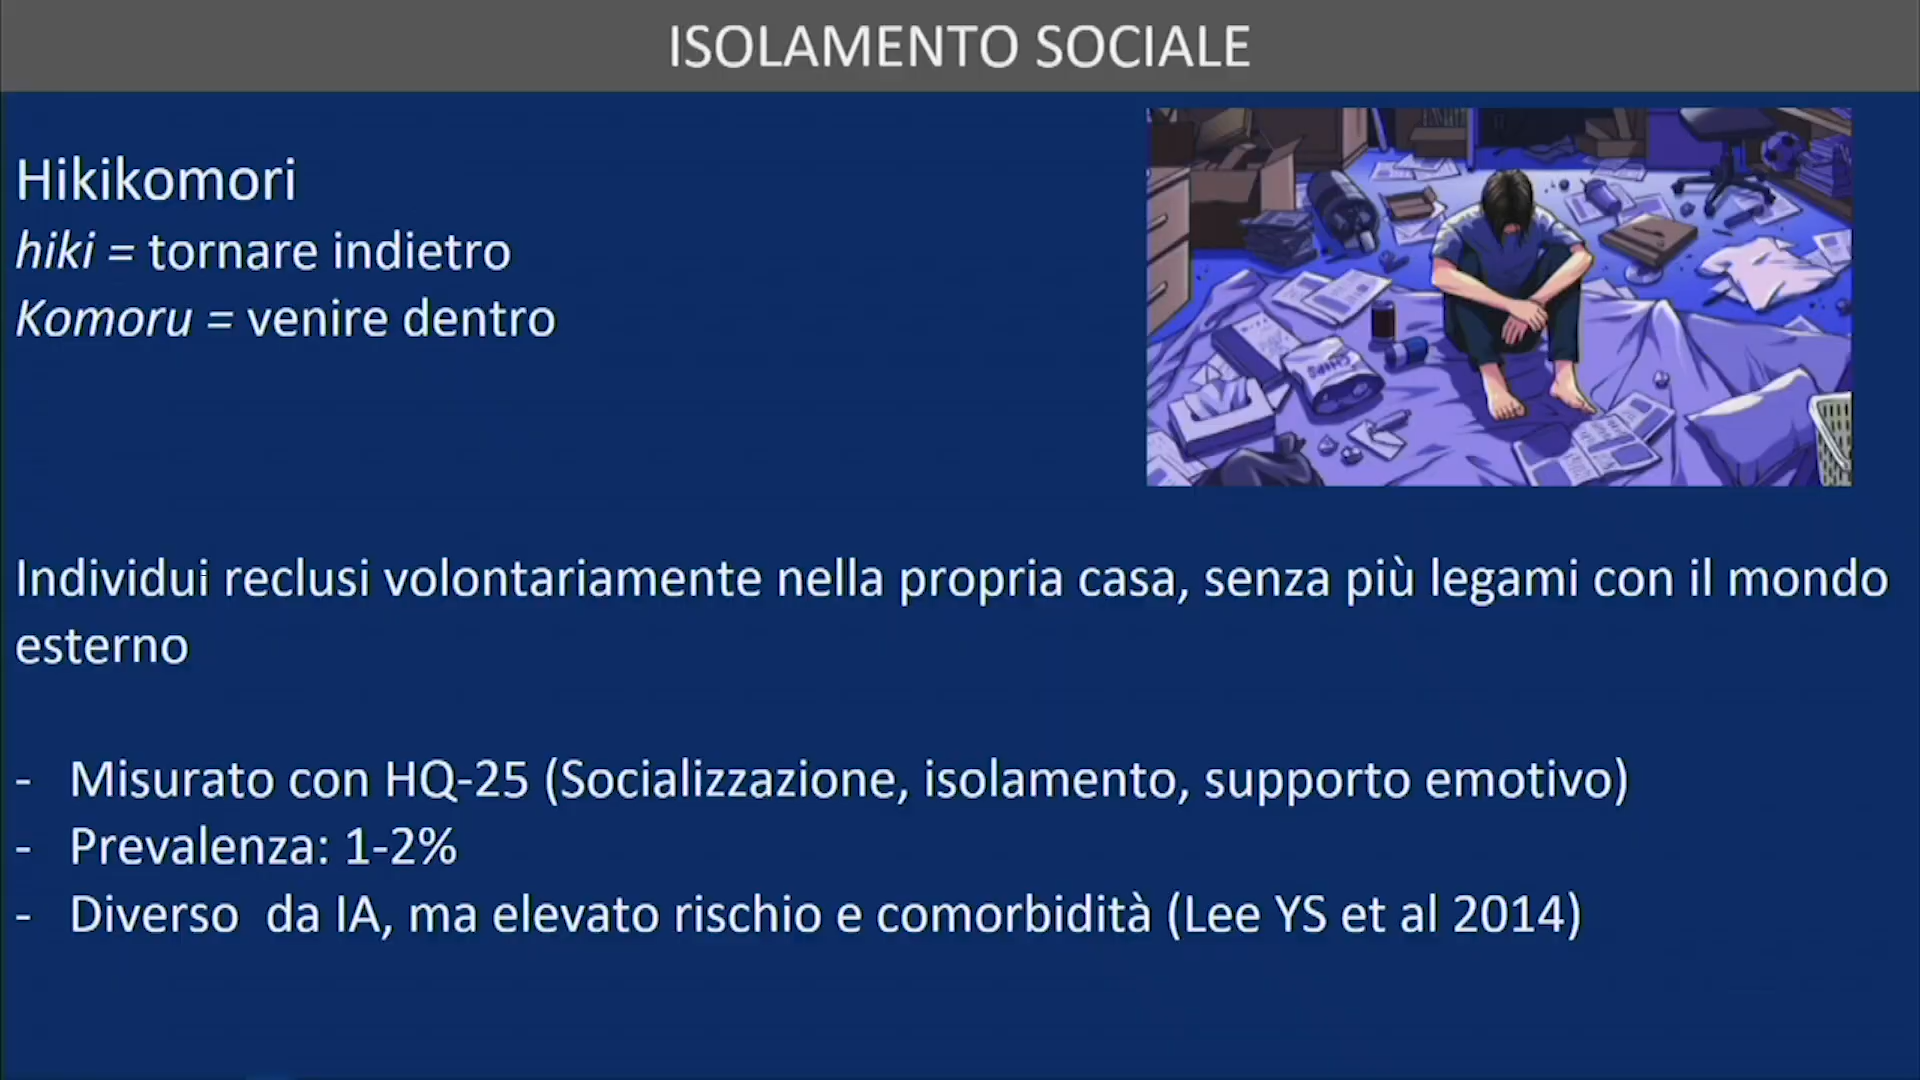 ISOLAMENTO SOCIALE
Hikikomori
hiki = tornare indietro
Komoru = venire dentro
CHIPS
Individui reclusi volontariamente nella propria casa, senza più legami con il mondo
esterno
- Misurato con HQ-25 (Socializzazione, isolamento, supporto emotivo)
- Prevalenza: 1-2%
- Diverso  da IA, ma elevato rischio e comorbidità (Lee YS et al 2014)